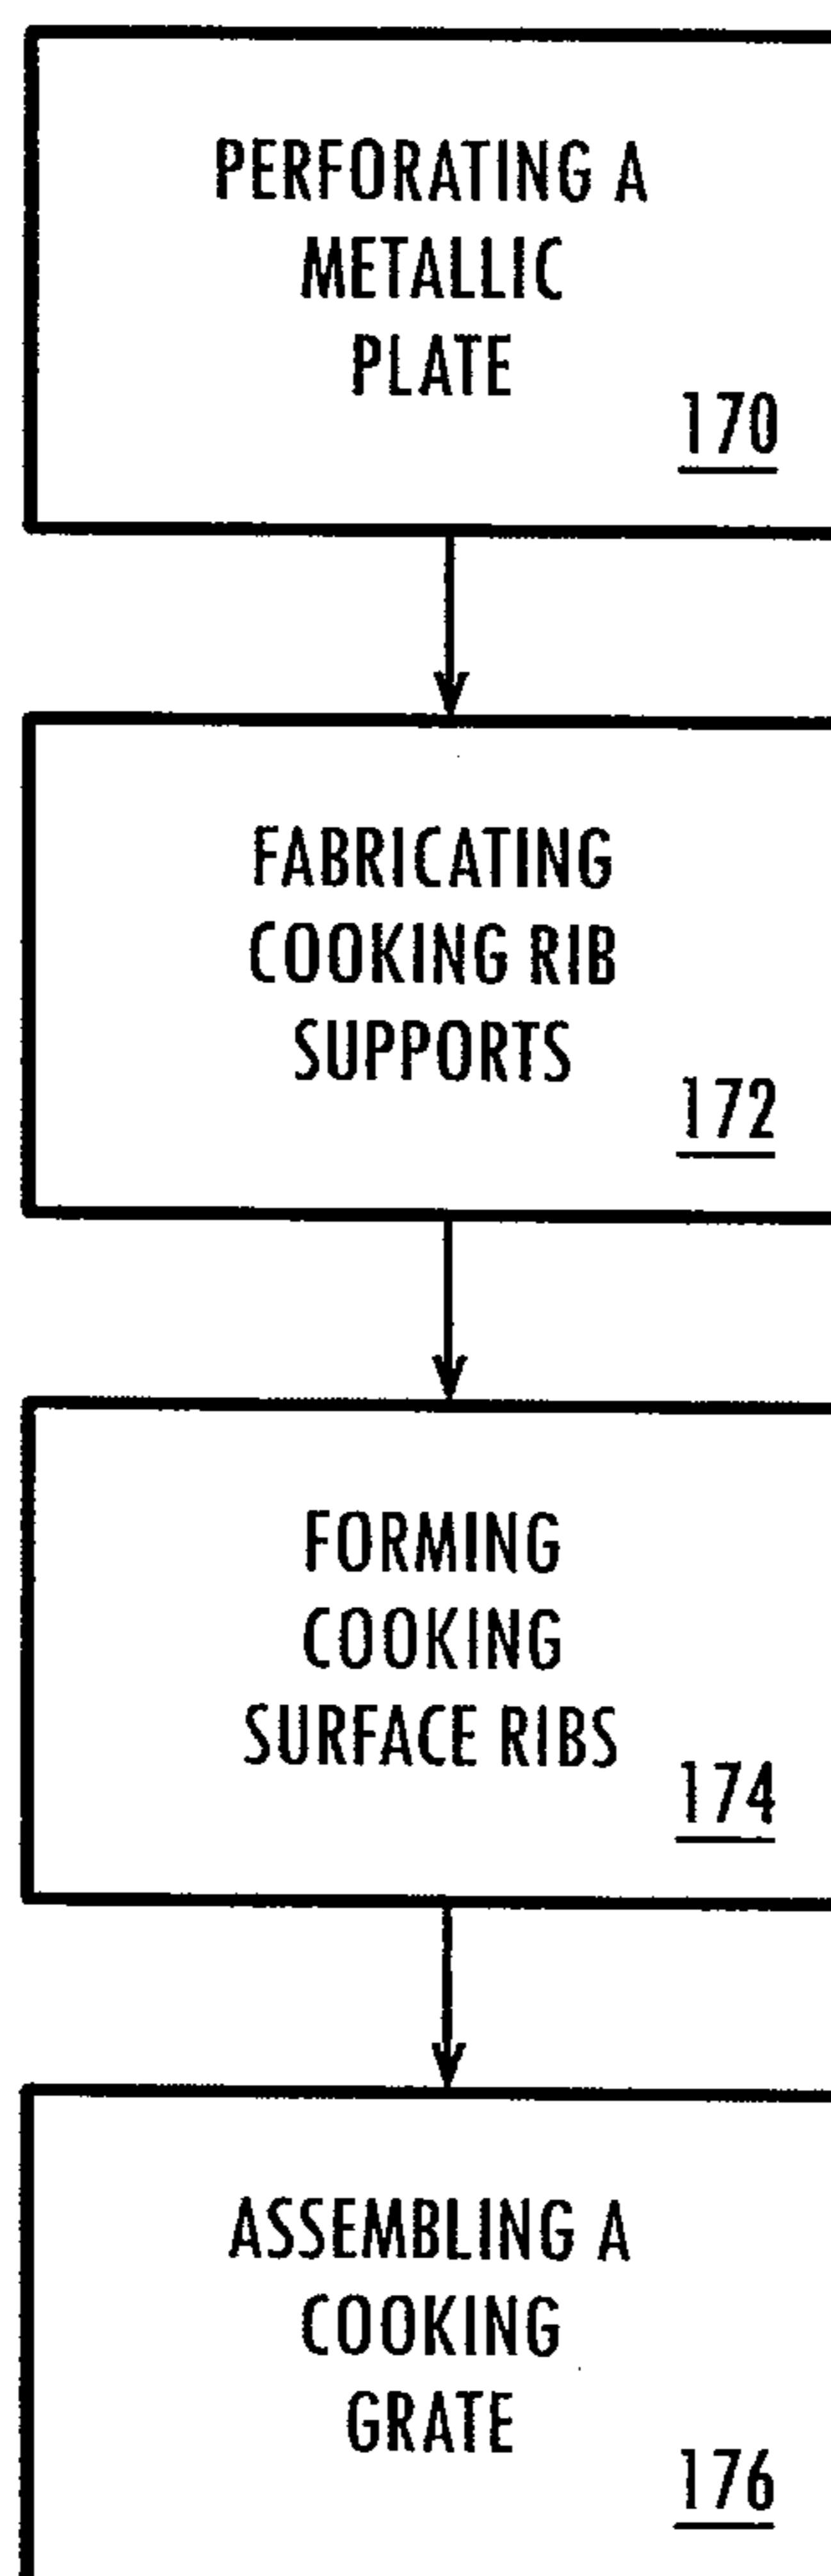 PERFORATING A
METALLIC
PLATE
170
FABRICATING
COOKING RIB
SUPPORTS
172
FORMING
COOKING
SURFACE RIBS
174
ASSEMBLING A
COOKING
GRATE
176